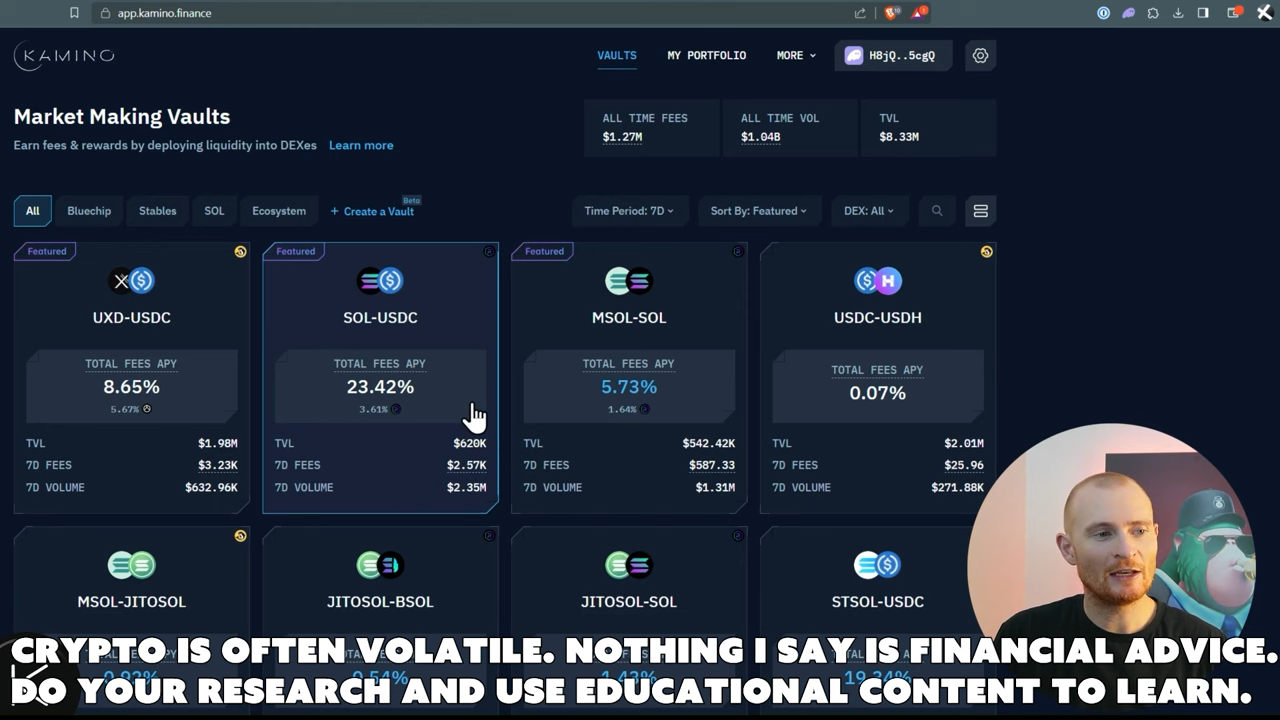 app.kamino.finance
KAMINO
VAULTS MY PORTFOLIO MORE H8jQ..5cgQ
Market Making Vaults
Earn fees & rewards by deploying liquidity into DEXes Learn more
ALL TIME FEES
$1.27M
ALL TIME VOL
$1.04B
TVL
$8.33M
All Bluechip Stables SOL Ecosystem + Create a Vault Beta
Time Period: 7D Sort By: Featured DEX: All
Featured
UXD-USDC
TOTAL FEES APY
8.65%
5.67%
TVL $1.98M
7D FEES $3.23K
7D VOLUME $632.96K
Featured
SOL-USDC
TOTAL FEES APY
23.42%
3.61%
TVL $620K
7D FEES $2.57K
7D VOLUME $2.35M
Featured
MSOL-SOL
TOTAL FEES APY
5.73%
1.64%
TVL $542.42K
7D FEES $587.33
7D VOLUME $1.31M
USDC-USDH
TOTAL FEES APY
0.07%
TVL $2.01M
7D FEES $25.96
7D VOLUME $271.88K
MSOL-JITOSOL
JITOSOL-BSOL
JITOSOL-SOL
STSOL-USDC
CRYPTO IS OFTEN VOLATILE. NOTHING I SAY IS FINANCIAL ADVICE.
DO YOUR RESEARCH AND USE EDUCATIONAL CONTENT TO LEARN.